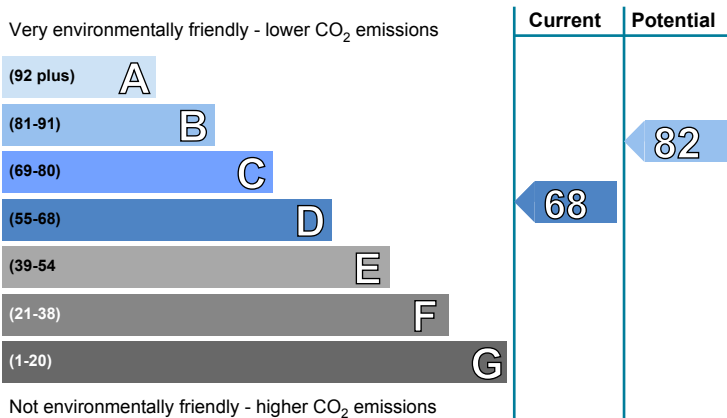 Very environmentally friendly - lower CO2 emissions
Current
Potential
(92 plus) A
(81-91) B
82
(69-80) C
68
(55-68) D
(39-54 E
(21-38) F
(1-20) G
Not environmentally friendly - higher CO2 emissions